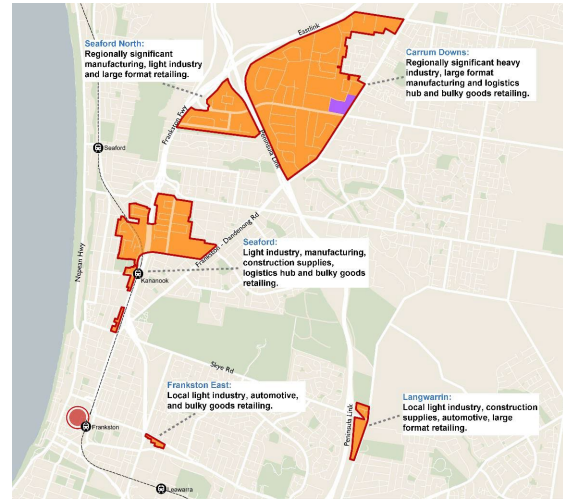 Seaford North:
Regionally significant
manufacturing, light industry
and large format retailing.
Eastlink
Carrum Downs:
Regionally significant heavy
industry, large format
manufacturing and logistics
hub and bulky goods retailing.
Frankston Fwy
Peninsula Link
Seaford
Nepean Hwy
Frankston - Dandenong Rd
Seaford:
Light industry, manufacturing,
construction supplies,
logistics hub and bulky goods
retailing.
Kananook
Skye Rd
Frankston East:
Local light industry, automotive,
and bulky goods retailing.
Langwarrin:
Local light industry, construction
supplies, automotive, large
format retailing.
Peninsula Link
Frankston
Leawarra